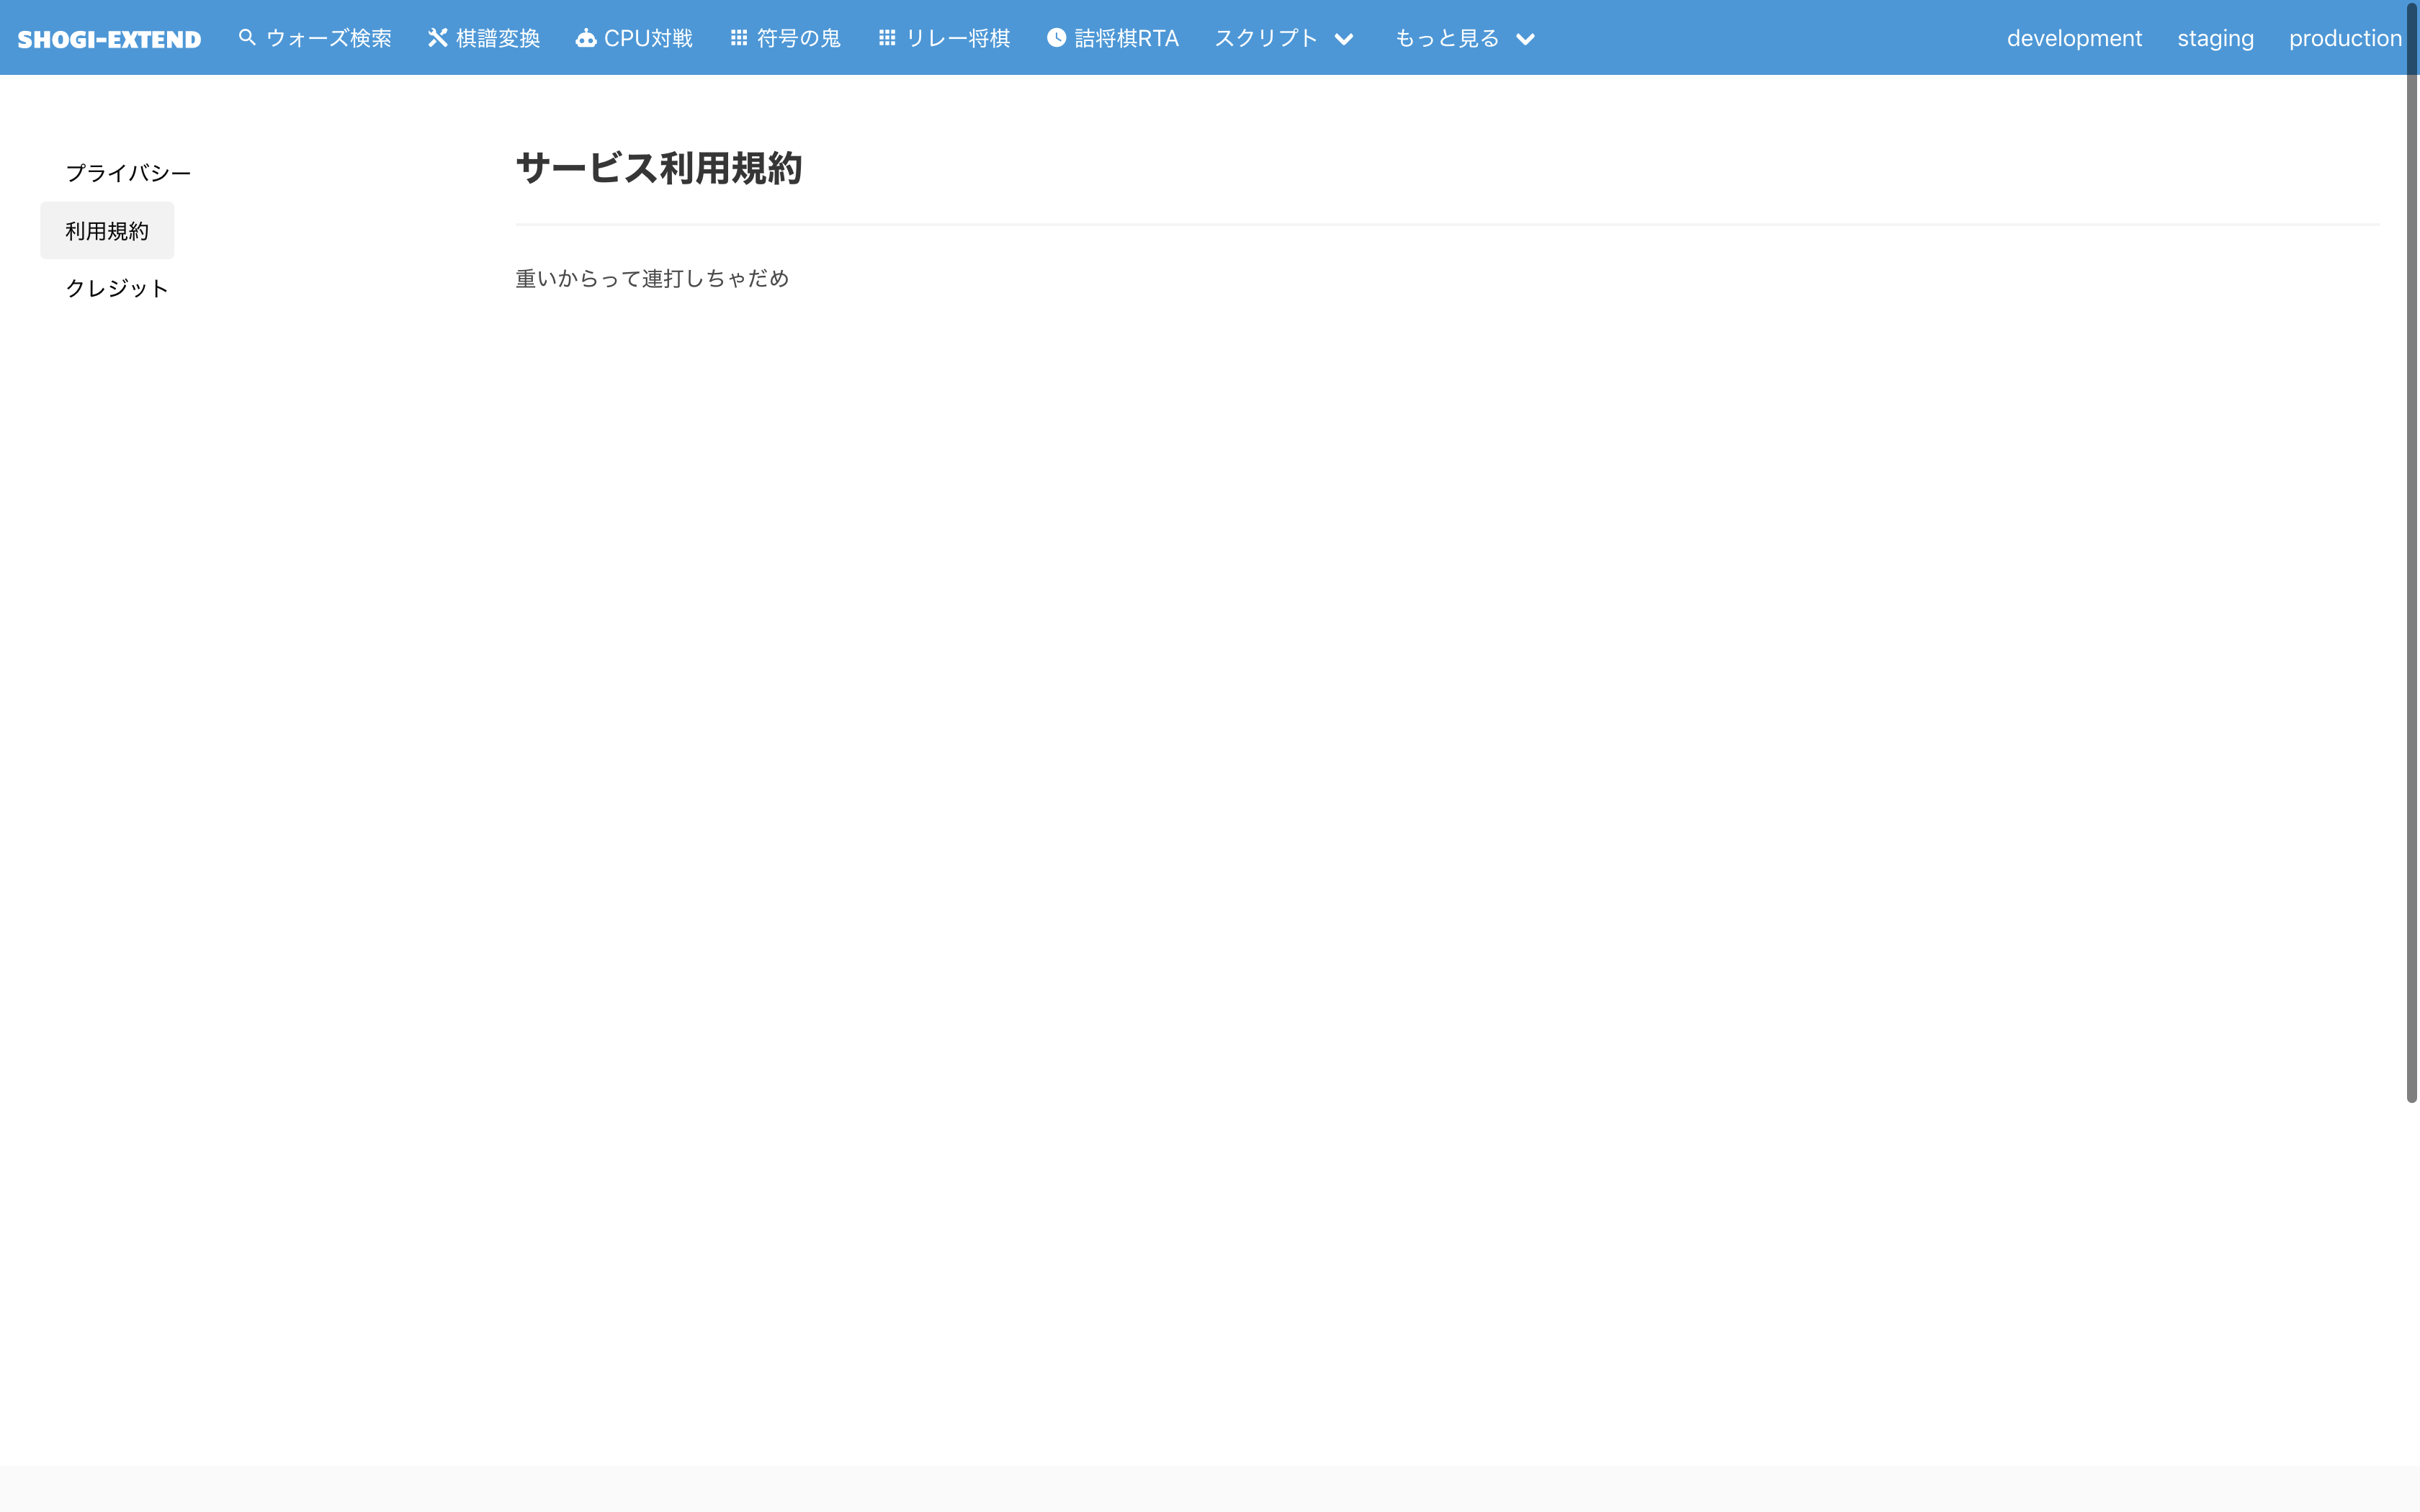 SHOGI-EXTEND ウォーズ検索 棋譜変換 CPU対戦 符号の鬼 リレー将棋 詰将棋RTA スクリプト もっと見る development staging production
プライバシー
利用規約
クレジット
サービス利用規約
重いからって連打しちゃだめ